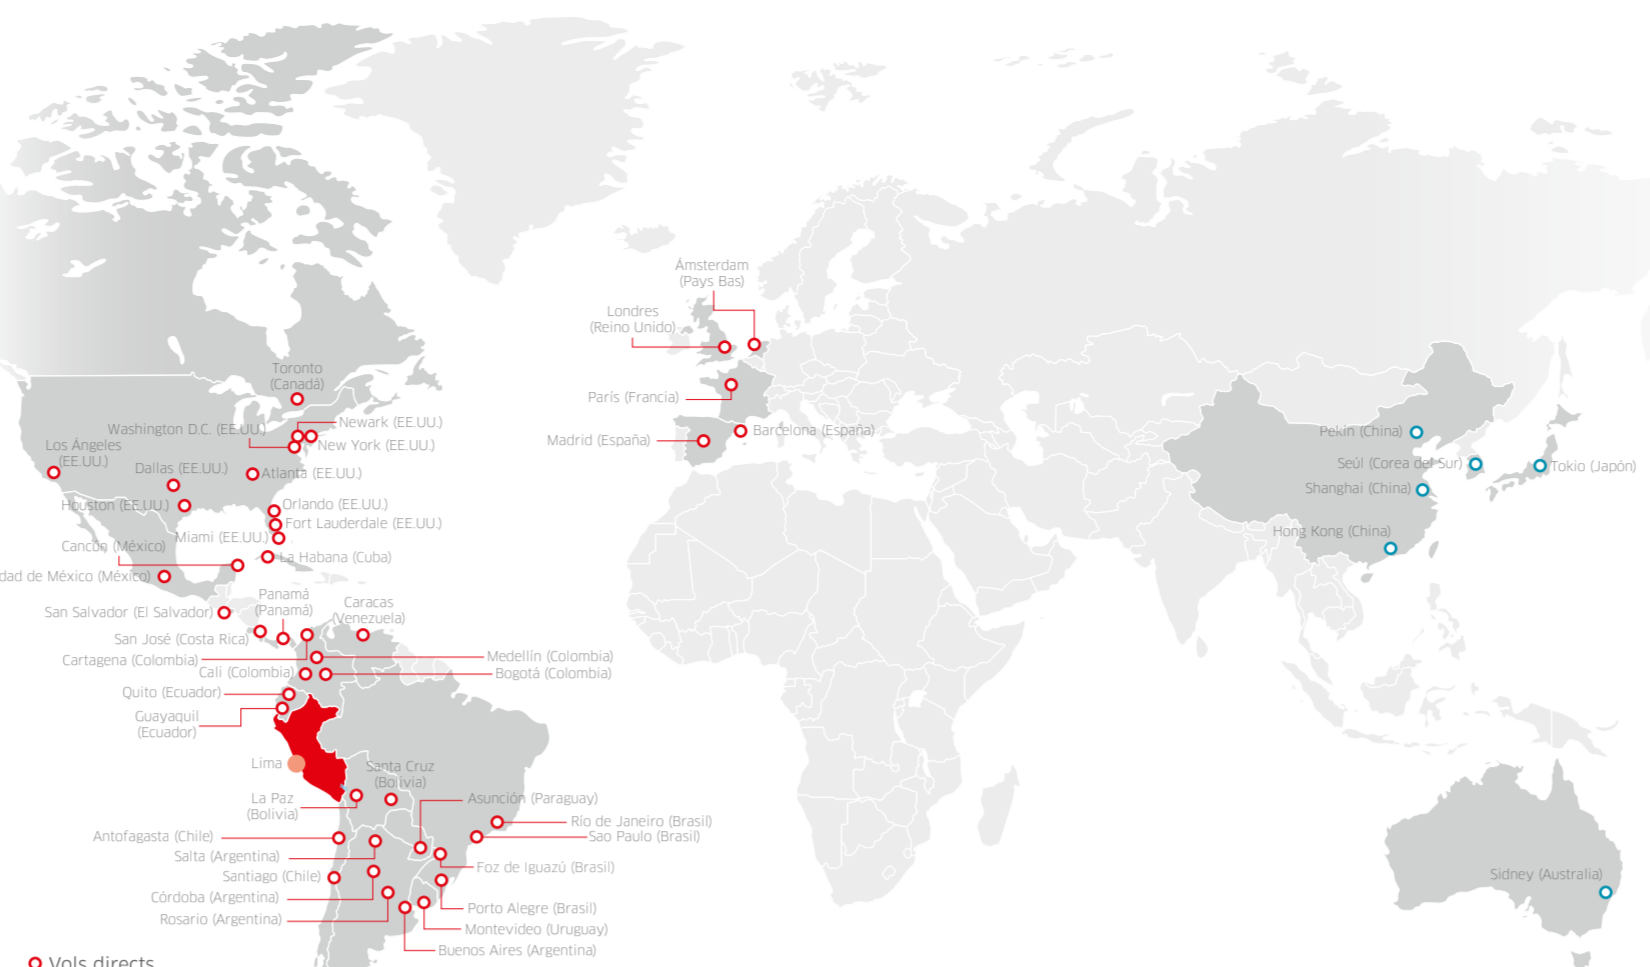 Ámsterdam
(Pays Bas)
Londres
(Reino Unido)
París (Francia)
Madrid (España)
Barcelona (España)
Toronto
(Canadá)
Washington D.C. (EE.UU.)
Newark (EE.UU.)
New York (EE.UU.)
Los Ángeles
(EE.UU.)
Dallas (EE.UU.)
Atlanta (EE.UU.)
Houston (EE.UU.)
Orlando (EE.UU.)
Fort Lauderdale (EE.UU.)
Miami (EE.UU.)
Cancún (México)
La Habana (Cuba)
dad de México (México)
San Salvador (El Salvador)
Panamá
(Panamá)
Caracas
(Venezuela)
San José (Costa Rica)
Cartagena (Colombia)
Medellín (Colombia)
Cali (Colombia)
Bogotá (Colombia)
Quito (Ecuador)
Guayaquil
(Ecuador)
Lima
Santa Cruz
(Bolivia)
La Paz
(Bolivia)
Asunción (Paraguay)
Río de Janeiro (Brasil)
Sao Paulo (Brasil)
Antofagasta (Chile)
Salta (Argentina)
Foz de Iguazú (Brasil)
Santiago (Chile)
Córdoba (Argentina)
Porto Alegre (Brasil)
Rosario (Argentina)
Montevideo (Uruguay)
Buenos Aires (Argentina)
Pekín (China)
Seúl (Corea del Sur)
Tokio (Japón)
Shanghai (China)
Hong Kong (China)
Sidney (Australia)
Vols directs